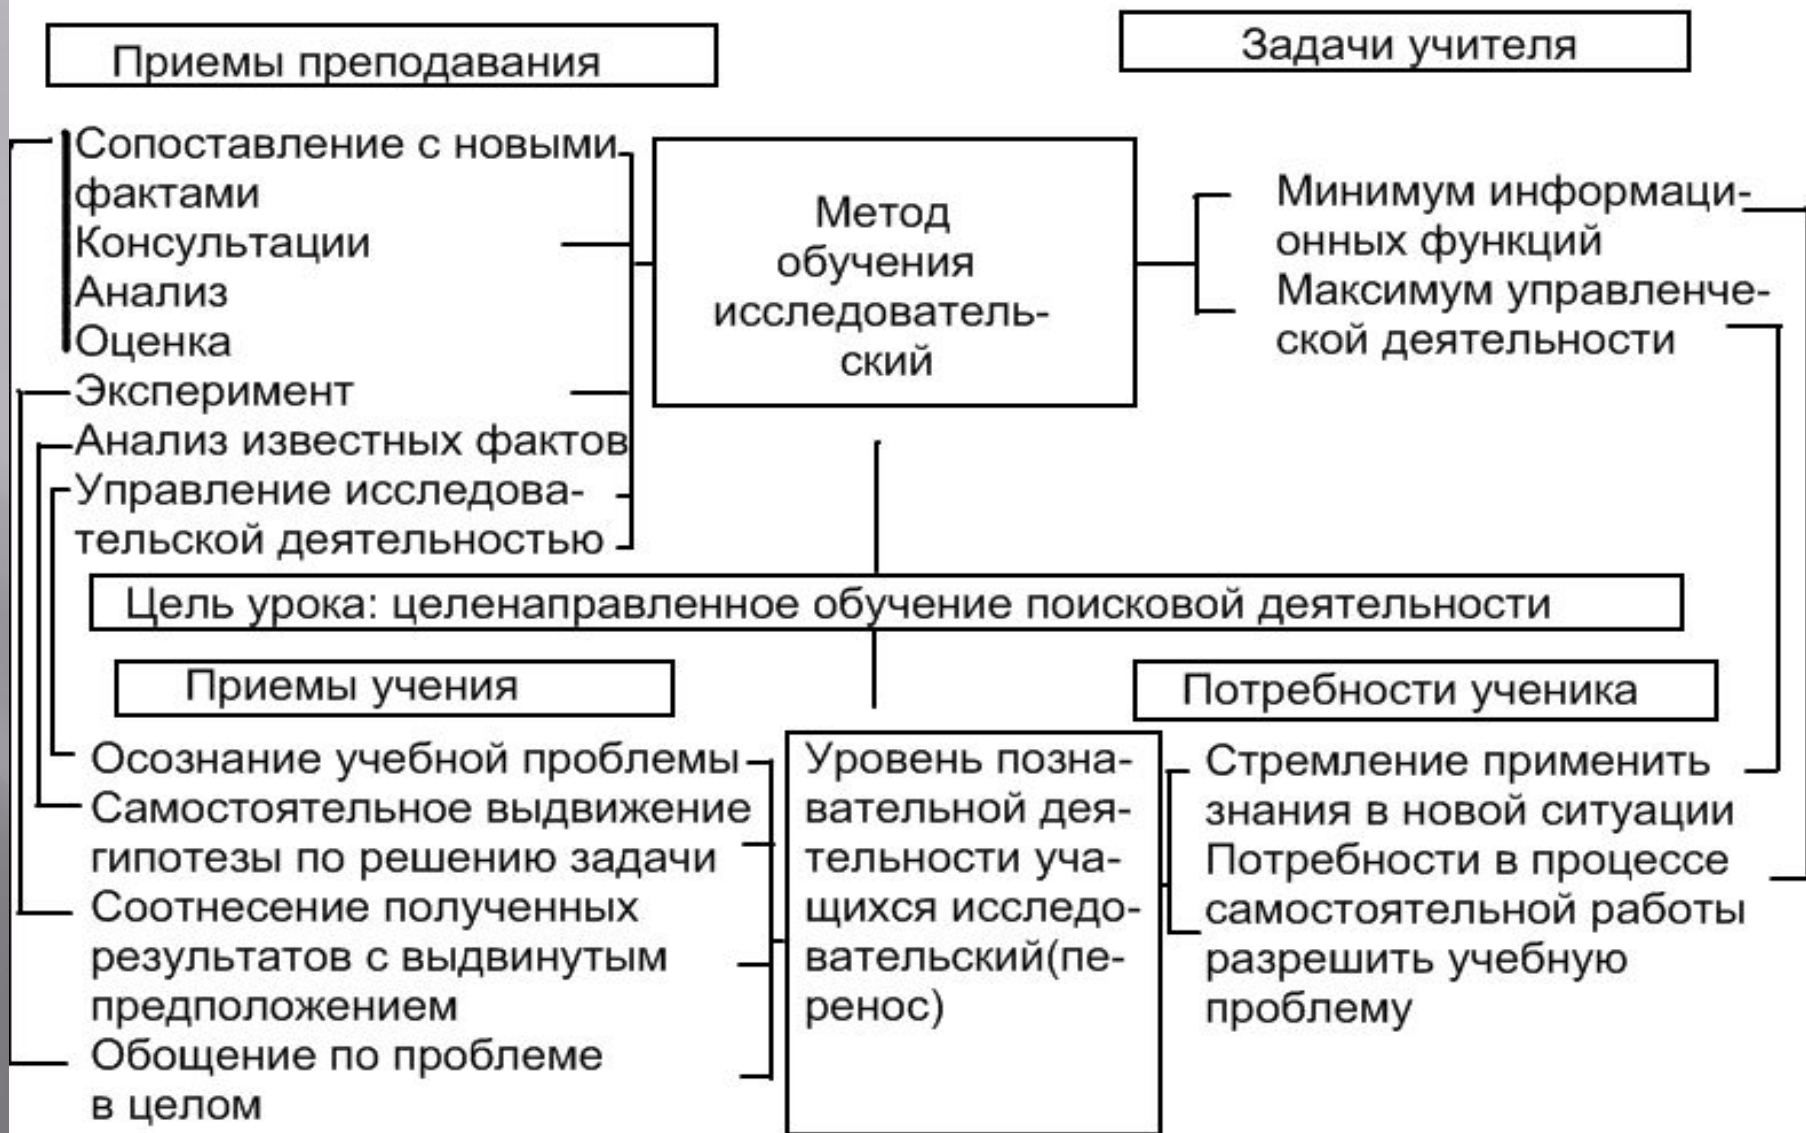 Приемы преподавания
Задачи учителя
Сопоставление с новыми
фактами
Консультации
Анализ
Оценка
Эксперимент
Анализ известных фактов
Управление исследова-
тельской деятельностью
Метод
обучения
исследователь-
ский
Минимум информаци-
онных функций
Максимум управленче-
ской деятельности
Цель урока: целенаправленное обучение поисковой деятельности
Приемы учения
Потребности ученика
Осознание учебной проблемы
Самостоятельное выдвижение
гипотезы по решению задачи
Соотнесение полученных
результатов с выдвинутым
предположением
Обощение по проблеме
в целом
Уровень позна-
вательной дея-
тельности уча-
щихся исследо-
вательский(пе-
ренос)
Стремление применить
знания в новой ситуации
Потребности в процессе
самостоятельной работы
разрешить учебную
проблему